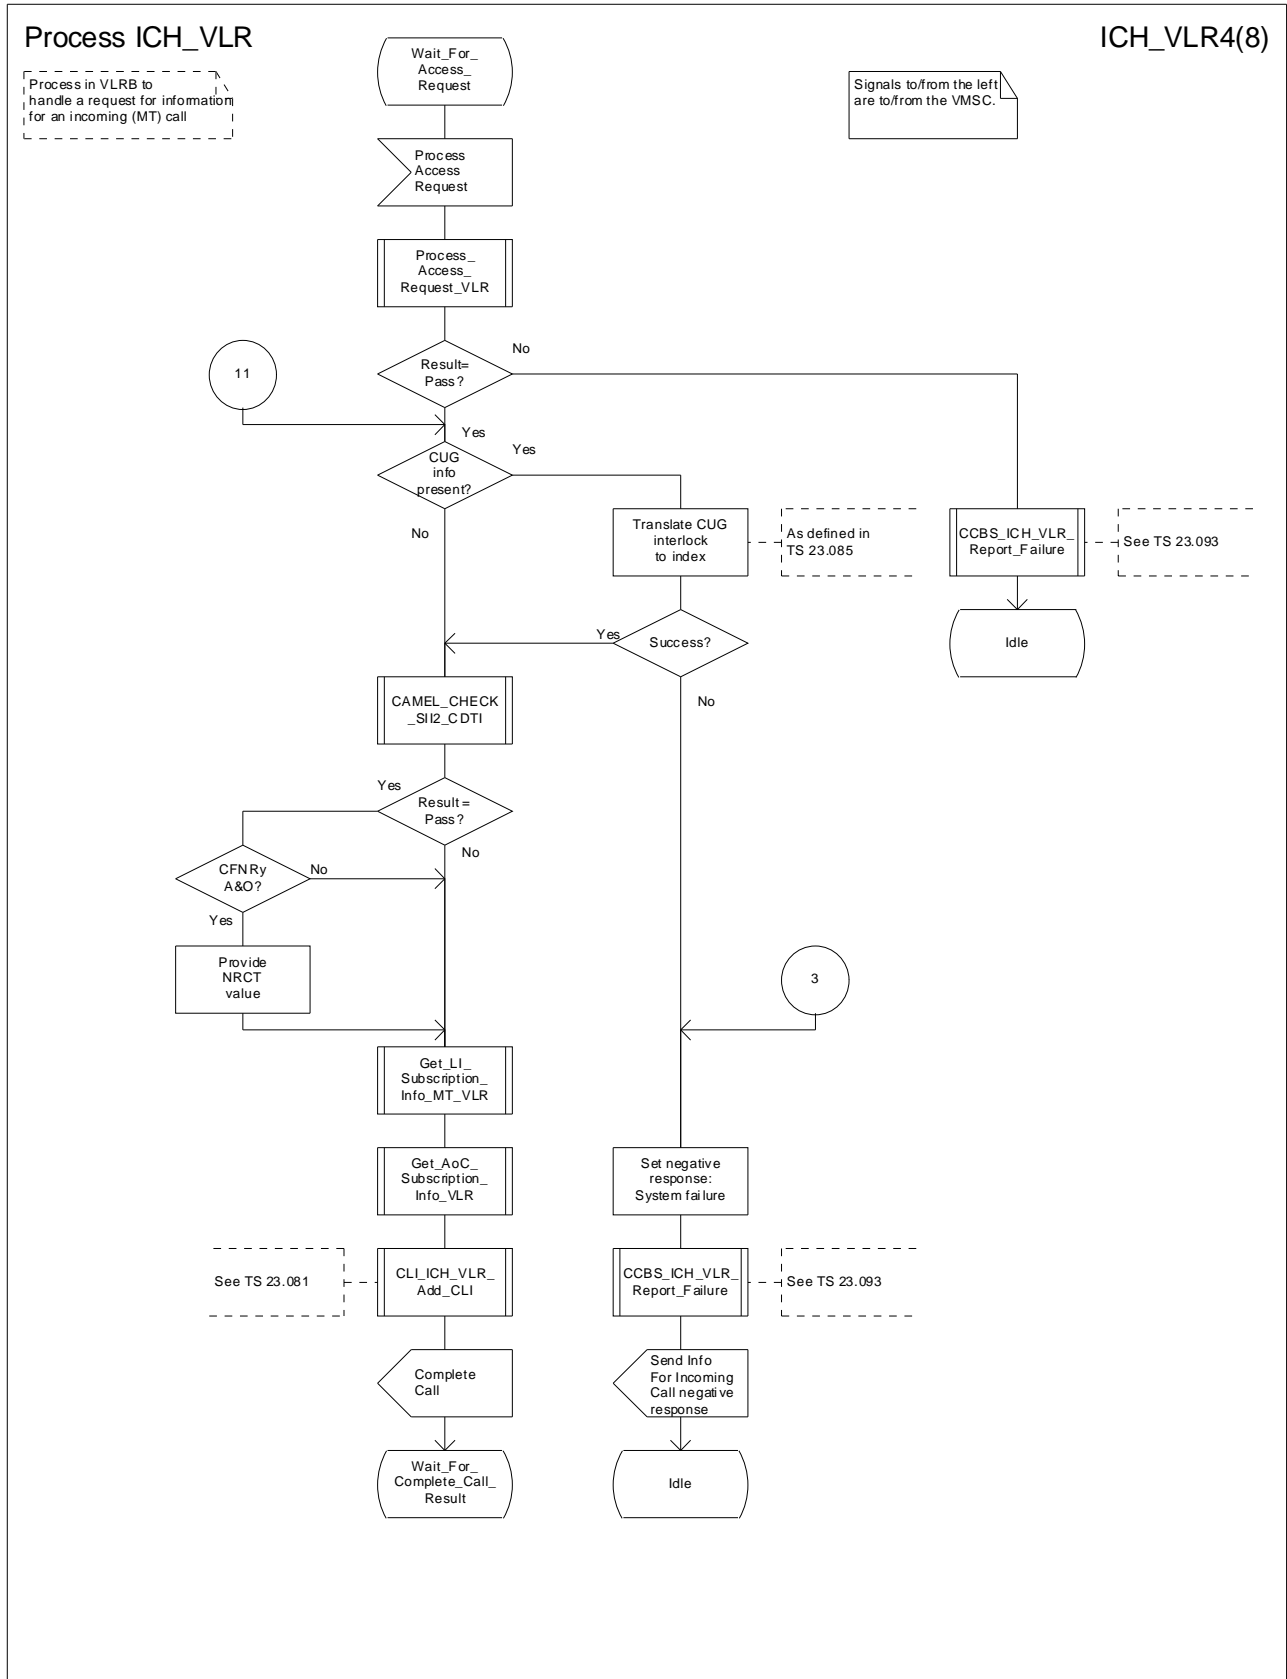 Process ICH_VLR
ICH_VLR4(8)
Process in VLRB to
handle a request for information
for an incoming (MT) call
Wait_For_
Access_
Request
Signals to/from the left
are to/from the VMSC.
Process
Access
Request
Process_
Access_
Request_VLR
No
Result=
Pass?
11
Yes
Yes
CUG
info
present?
No
Translate CUG
interlock
to index
As defined in
TS 23.085
CCBS_ICH_VLR_
Report_Failure
See TS 23.093
Yes
Success?
Idle
CAMEL_CHECK
_SII2_CDTI
No
Yes
Result=
Pass?
No
CFNRy
A&O?
No
Yes
Provide
NRCT
value
3
Get_LI_
Subscription_
Info_MT_VLR
Get_AoC_
Subscription_
Info_VLR
Set negative
response:
System failure
See TS 23.081
CLI_ICH_VLR_
Add_CLI
CCBS_ICH_VLR_
Report_Failure
See TS 23.093
Complete
Call
Send Info
For Incoming
Call negative
response
Wait_For_
Complete_Call_
Result
Idle